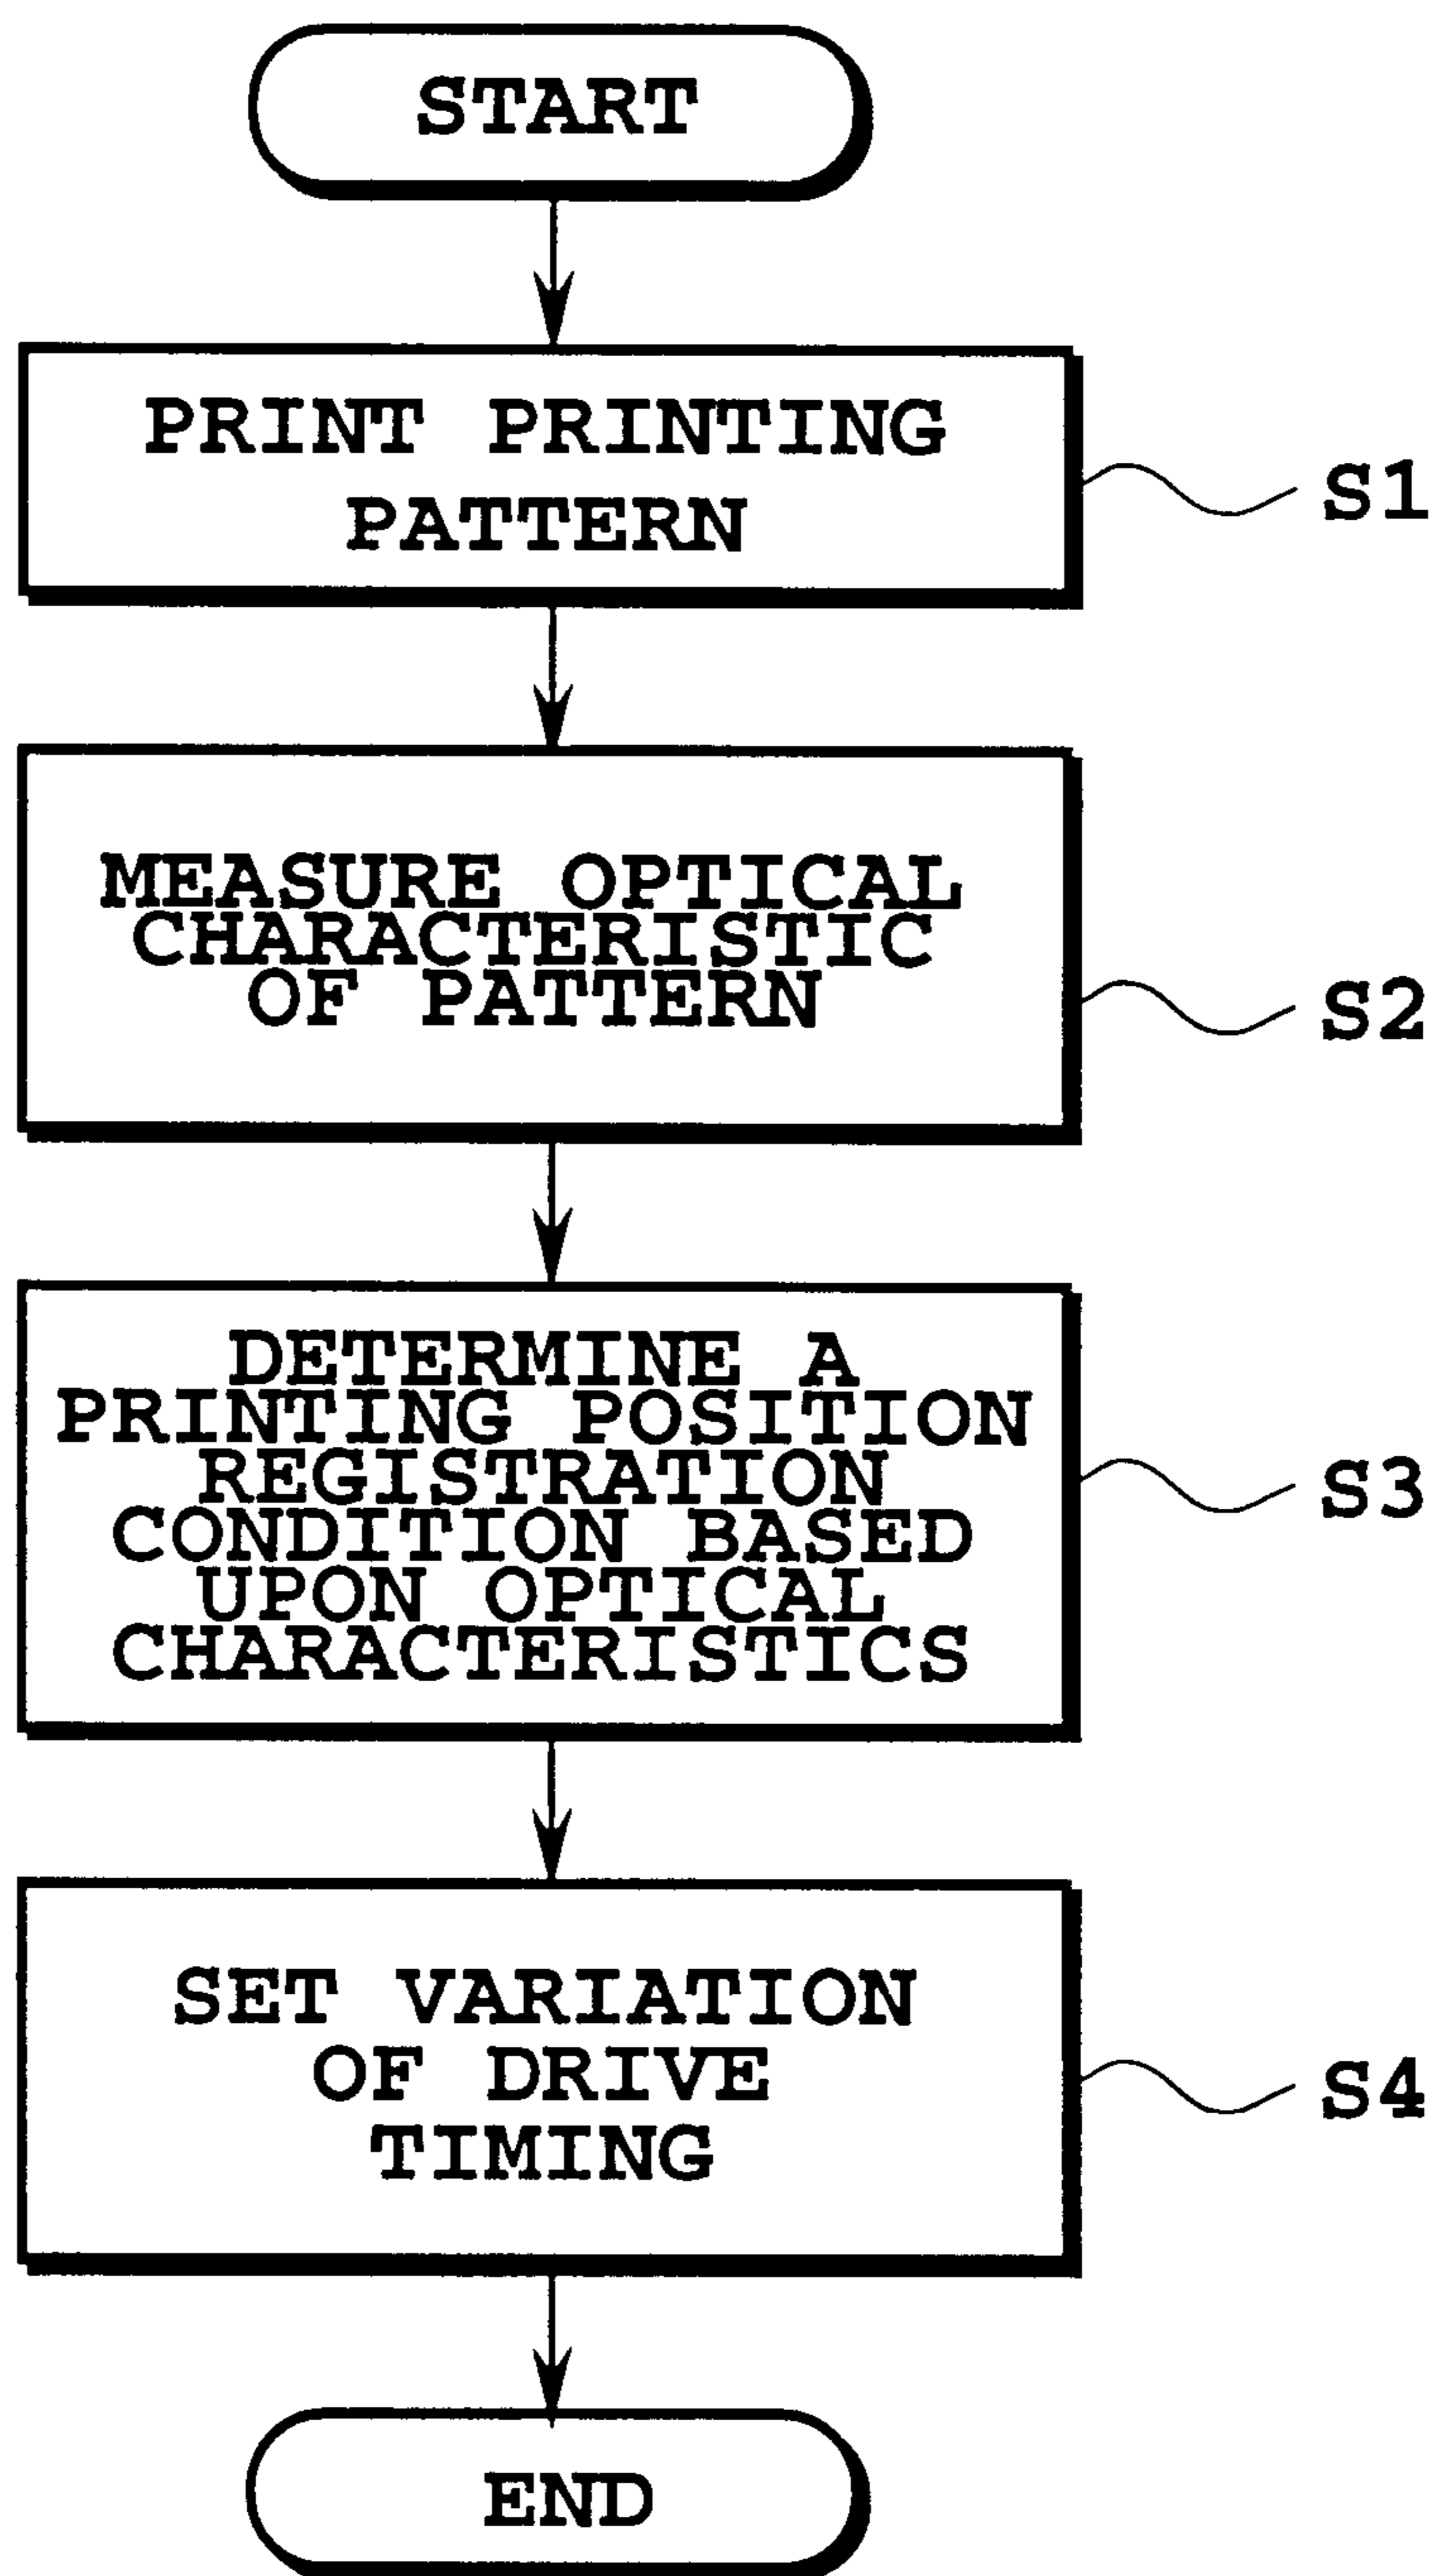 START
PRINT PRINTING
PATTERN
S1
MEASURE OPTICAL
CHARACTERISTIC
OF PATTERN
S2
DETERMINE A
PRINTING POSITION
REGISTRATION
CONDITION BASED
UPON OPTICAL
CHARACTERISTICS
S3
SET VARIATION
OF DRIVE
TIMING
S4
END